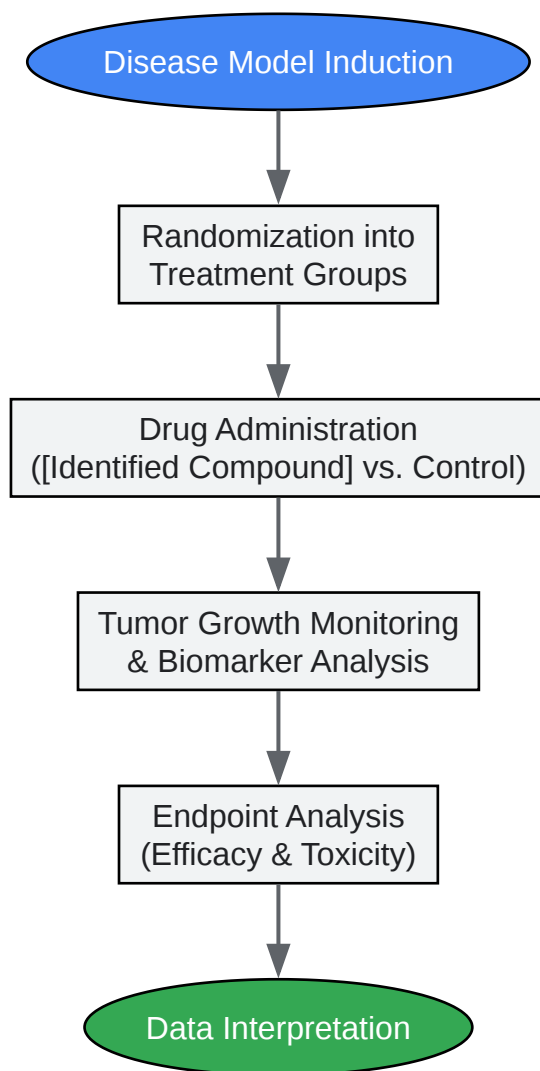 Disease Model Induction
Randomization into
Treatment Groups
Drug Administration
([Identified Compound] vs. Control)
Tumor Growth Monitoring
& Biomarker Analysis
Endpoint Analysis
(Efficacy & Toxicity)
Data Interpretation